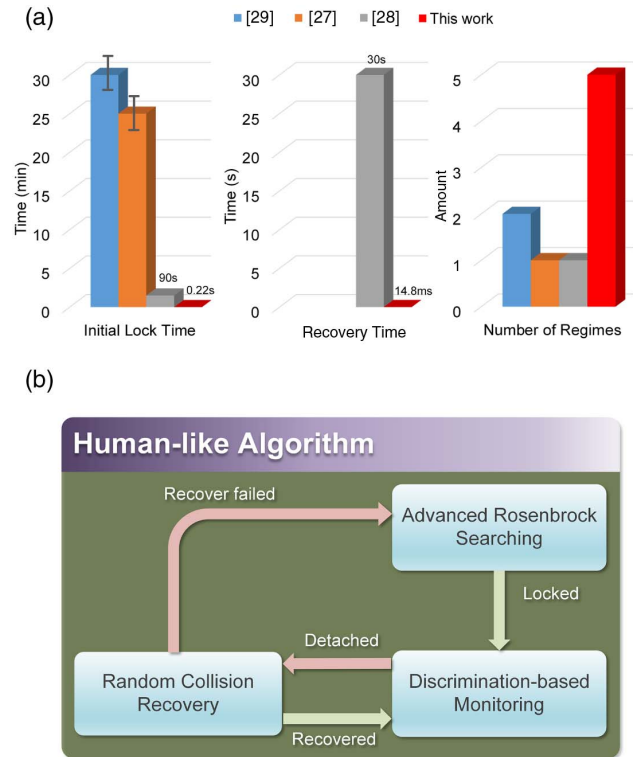 (a)
[29] [27] [28] This work
Time (min)
30
25
20
15
10
5
0
90s
0.22s
Initial Lock Time
Time (s)
30
25
20
15
10
5
0
30s
14.8ms
Recovery Time
Amount
5
4
3
2
1
0
Number of Regimes
(b)
Human-like Algorithm
Recover failed
Advanced Rosenbrock
Searching
Locked
Detached
Random Collision
Recovery
Discrimination-based
Monitoring
Recovered